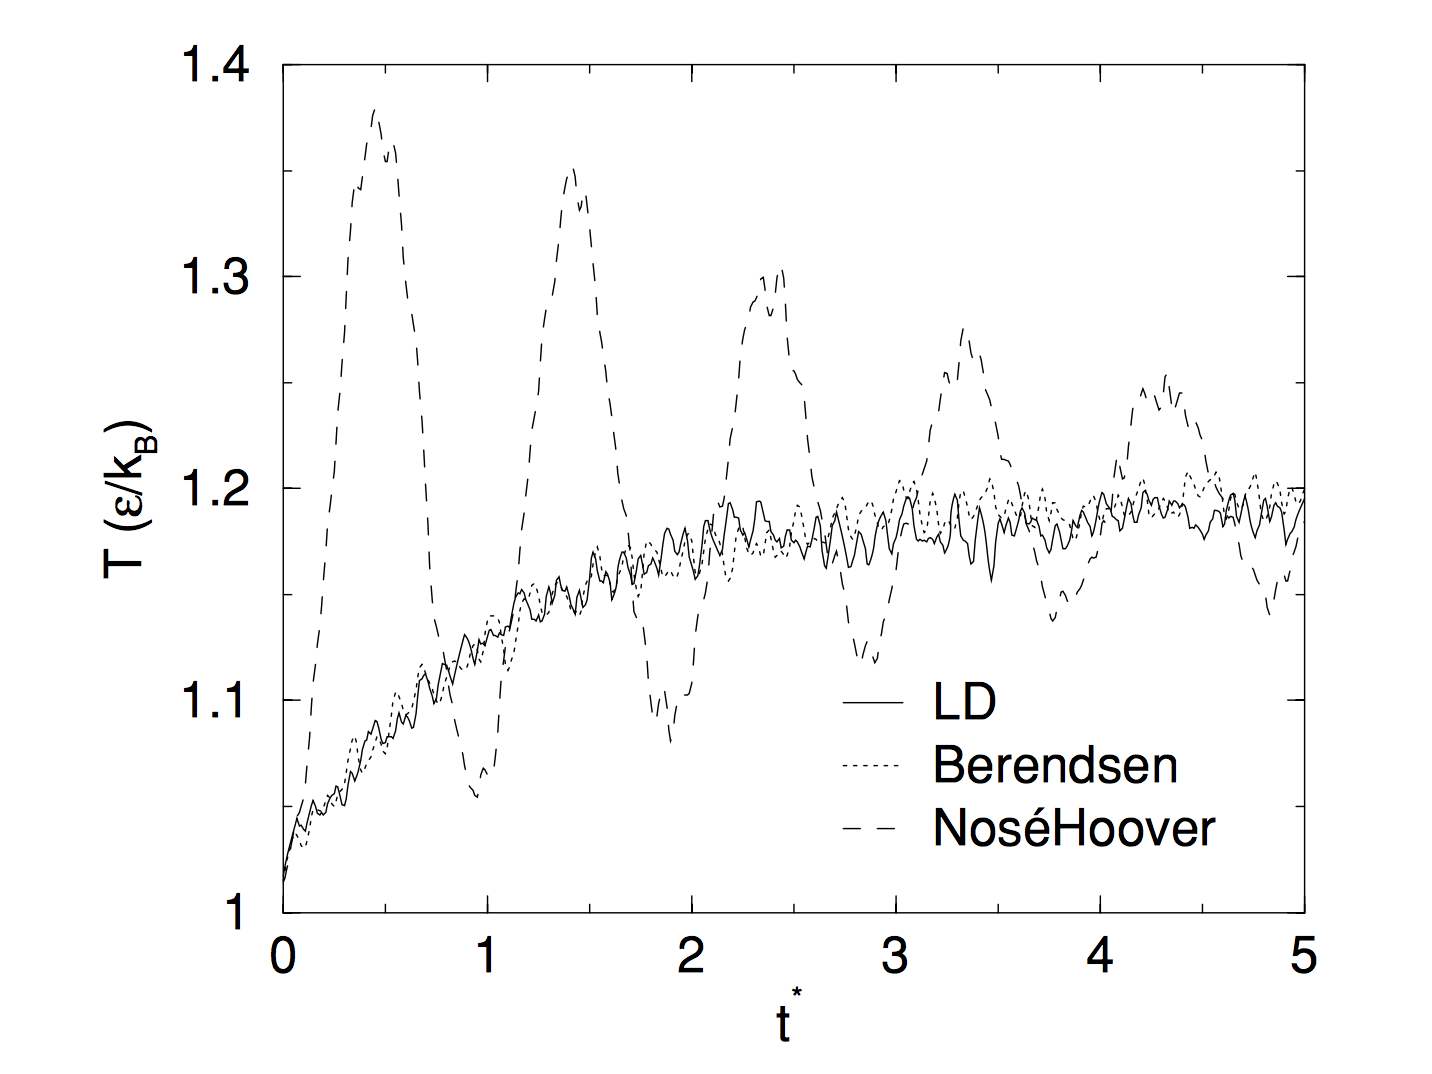 1.4
1.3
1.2
1.1
1
T (ε/kB)
0 1 2 3 4 5
t*
LD
Berendsen
NoséHoover